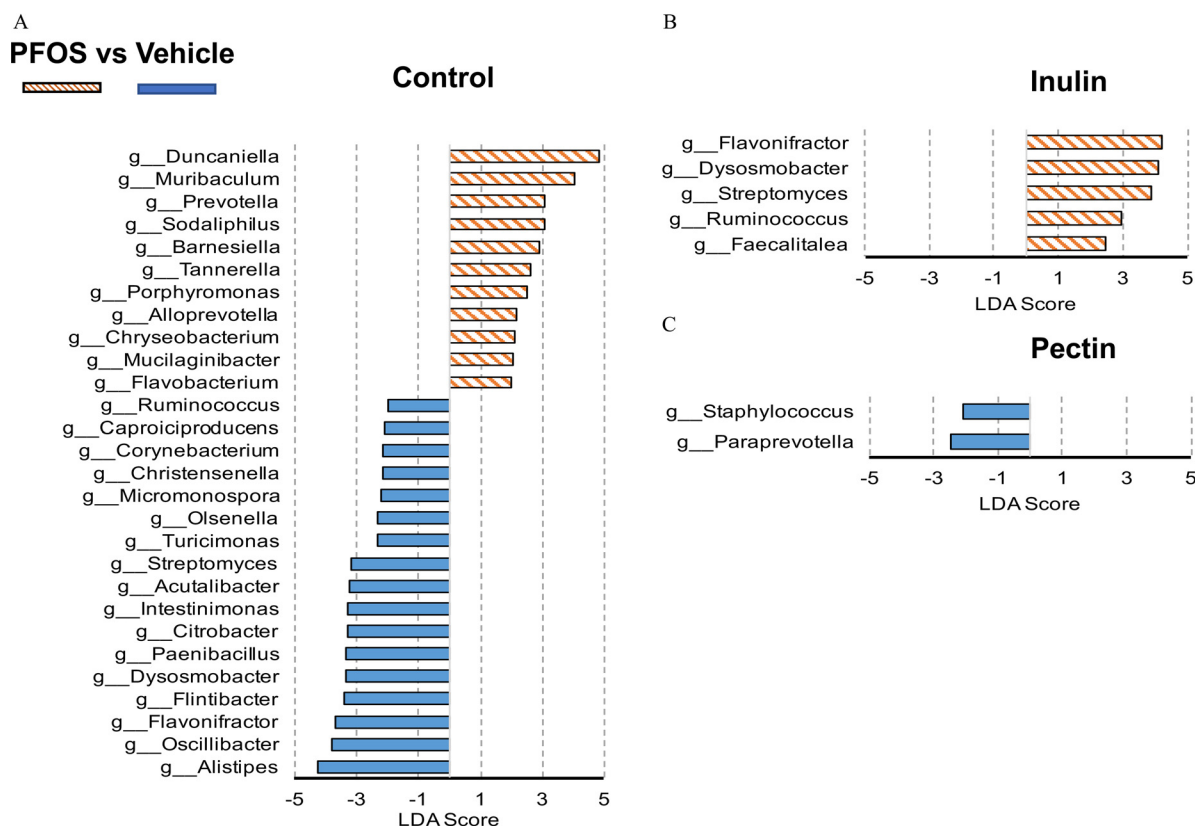 A
PFOS vs Vehicle
Control
g__Duncaniella
g__Muribaculum
g__Prevotella
g__Sodaliphilus
g__Barnesiella
g__Tannerella
g__Porphyromonas
g__Alloprevotella
g__Chryseobacterium
g__Mucilaginibacter
g__Flavobacterium
g__Ruminococcus
g__Caproiciproducens
g__Corynebacterium
g__Christensenella
g__Micromonospora
g__Olsenella
g__Turicimonas
g__Streptomyces
g__Acutalibacter
g__Intestinimonas
g__Citrobacter
g__Paenibacillus
g__Dysosmobacter
g__Flintibacter
g__Flavonifractor
g__Oscillibacter
g__Alistipes
-5 -3 -1 1 3 5
LDA Score
B
Inulin
g__Flavonifractor
g__Dysosmobacter
g__Streptomyces
g__Ruminococcus
g__Faecalitalea
-5 -3 -1 1 3 5
LDA Score
C
Pectin
g__Staphylococcus
g__Paraprevotella
-5 -3 -1 1 3 5
LDA Score